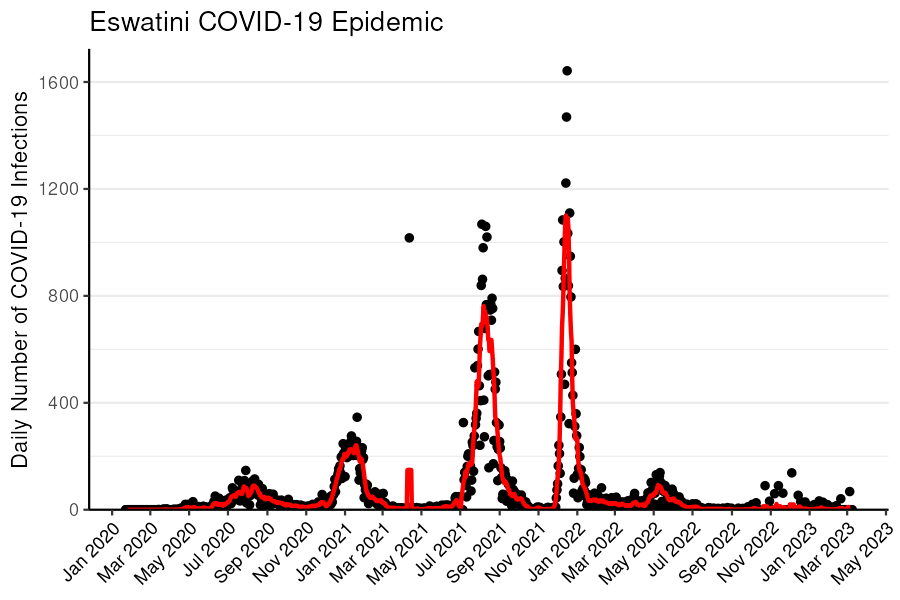 Eswatini COVID-19 Epidemic
Daily Number of COVID-19 Infections
1600
1200
800
400
0
Jan 2020
Mar 2020
May 2020
Jul 2020
Sep 2020
Nov 2020
Jan 2021
Mar 2021
May 2021
Jul 2021
Sep 2021
Nov 2021
Jan 2022
Mar 2022
May 2022
Jul 2022
Sep 2022
Nov 2022
Jan 2023
Mar 2023
May 2023